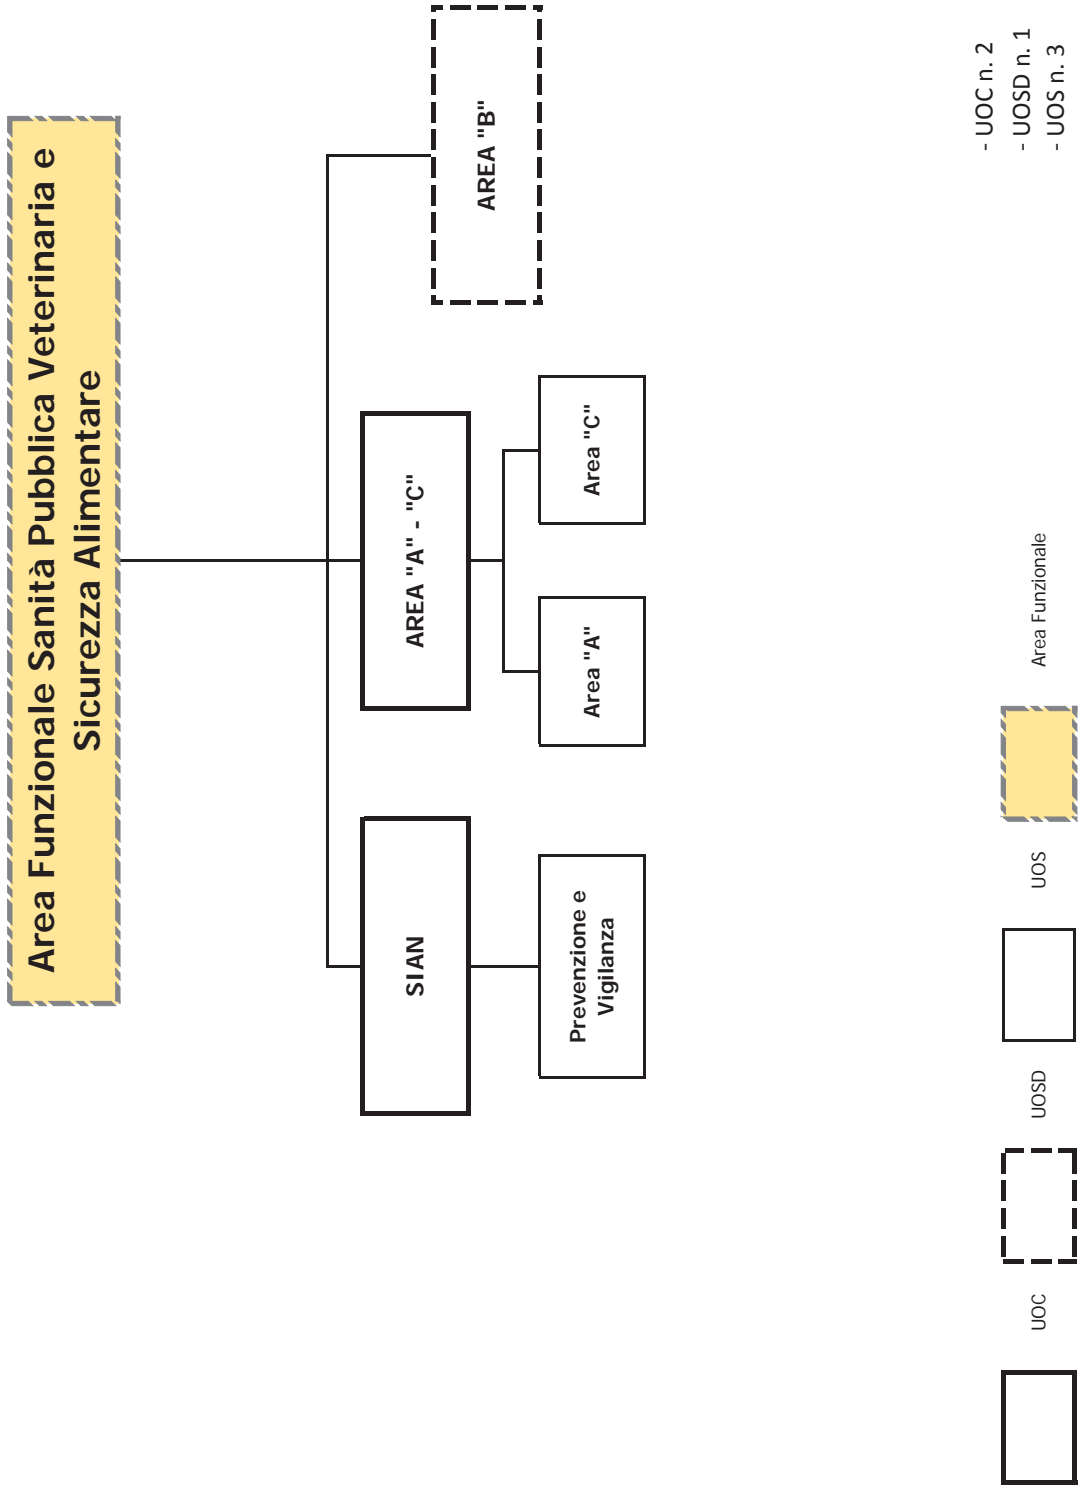 Area Funzionale Sanità Pubblica Veterinaria e
Sicurezza Alimentare
SIAN
AREA "A" - "C"
AREA "B"
Prevenzione e
Vigilanza
Area "A"
Area "C"
- UOC n. 2
- UOSD n. 1
- UOS n. 3
UOC
UOSD
UOS
Area Funzionale